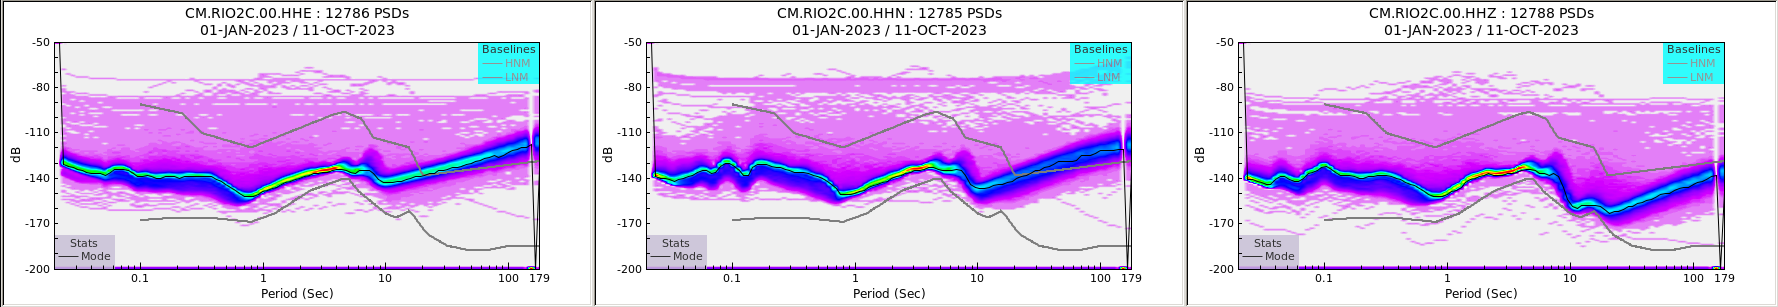 CM.RIO2C.00.HHE : 12786 PSDs
01-JAN-2023 / 11-OCT-2023
-50
-80
-110
-140
-170
-200
dB
Baselines
HNM
LNM
Stats
Mode
0.1
1
10
100
179
Period (Sec)
CM.RIO2C.00.HHN : 12785 PSDs
01-JAN-2023 / 11-OCT-2023
-50
-80
-110
-140
-170
-200
dB
Baselines
HNM
LNM
Stats
Mode
0.1
1
10
100
179
Period (Sec)
CM.RIO2C.00.HHZ : 12788 PSDs
01-JAN-2023 / 11-OCT-2023
-50
-80
-110
-140
-170
-200
dB
Baselines
HNM
LNM
Stats
Mode
0.1
1
10
100
179
Period (Sec)